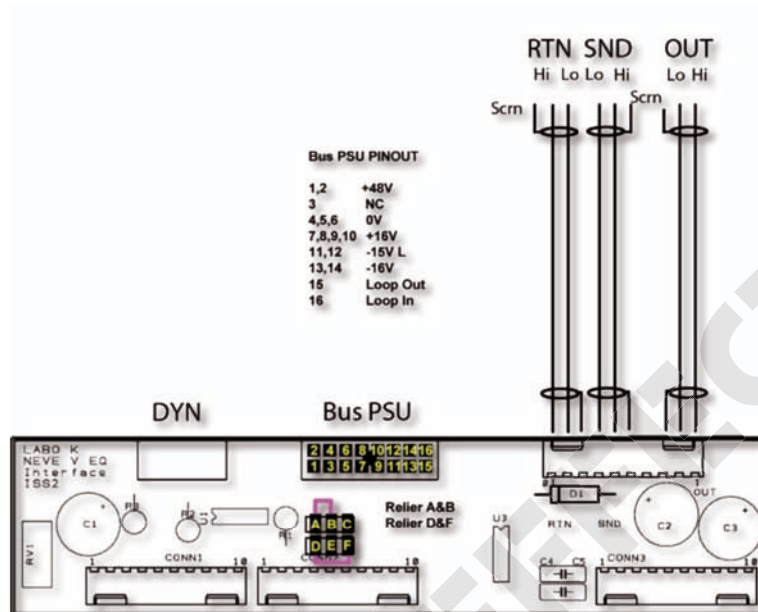 RTN SND OUT
Hi Lo Lo Hi Lo Hi
Scrn Scrn
Bus PSU PINOUT
1,2 +48V
3 NC
4,5,6 0V
7,8,9,10 +16V
11,12 -15V L
13,14 -16V
15 Loop Out
16 Loop In
DYN Bus PSU
LABO K
NEVE V EQ
Interface
ISS2
2 4 6 8 10 12 14 16
1 3 5 7 9 11 13 15
Relier A&B
Relier D&F
A B C
D E F
1 OUT
D1
RTN SND
C1 R2 U1 R1 U3 C2 C3
RV1
C4 C5
1 CONN1 10
1 10
1 CONN3 10